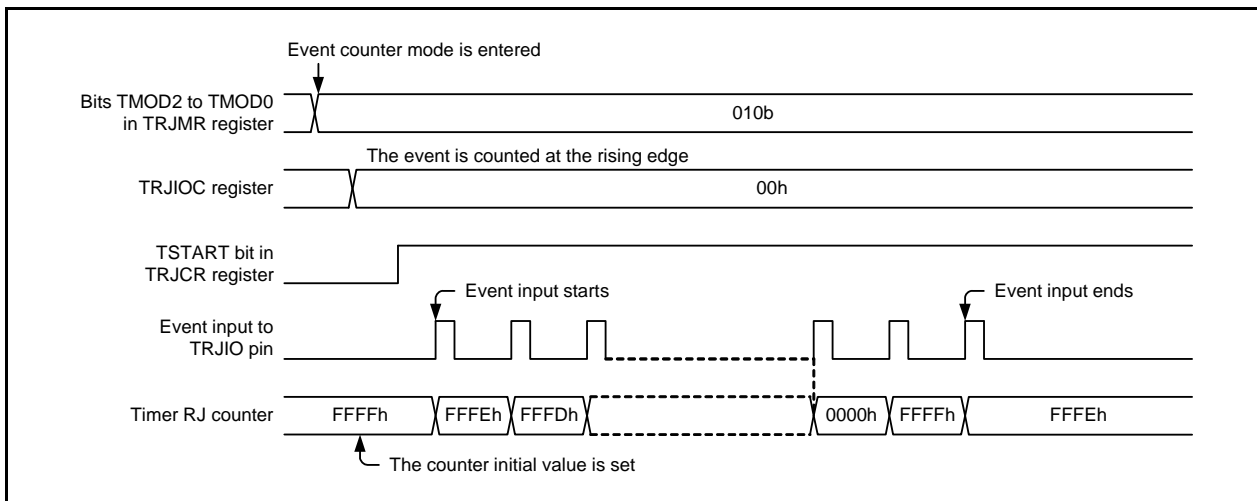 Event counter mode is entered
Bits TMOD2 to TMOD0
in TRJMR register
010b
The event is counted at the rising edge
TRJIOC register
00h
TSTART bit in
TRJCR register
Event input starts
Event input ends
Event input to
TRJIO pin
Timer RJ counter
FFFFh
FFFEh
FFFDh
0000h
FFFFh
FFFEh
The counter initial value is set